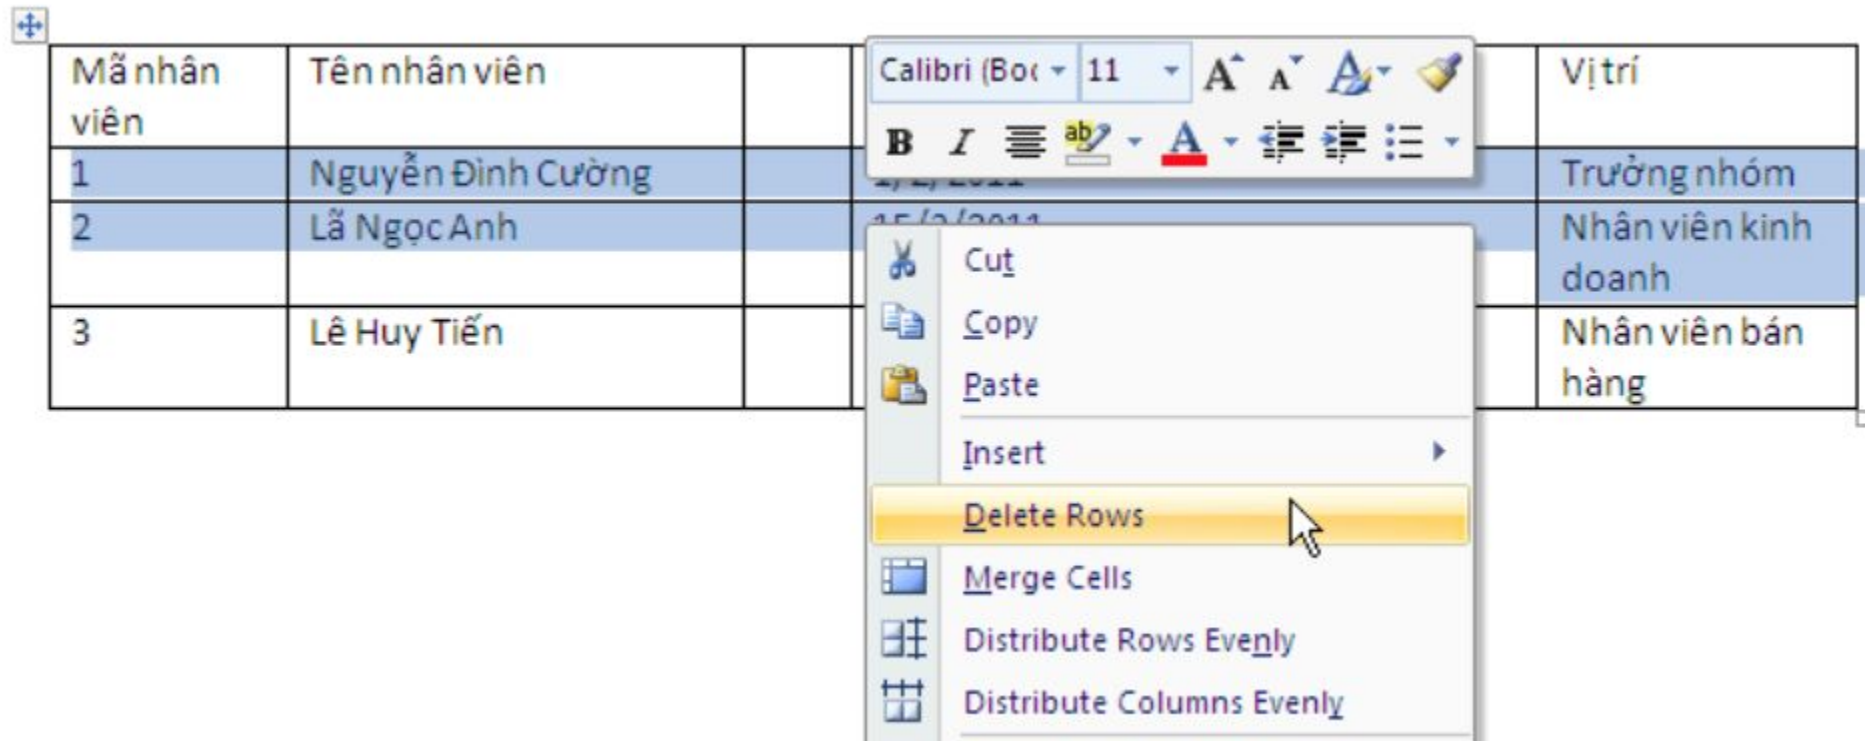 Mã nhân viên
Tên nhân viên
Vị trí
Calibri (Boo
11
A A A
B I ab A
1
Nguyễn Đình Cường
Trưởng nhóm
2
Lã Ngọc Anh
Nhân viên kinh
doanh
3
Lê Huy Tiến
Nhân viên bán
hàng
Cut
Copy
Paste
Insert
Delete Rows
Merge Cells
Distribute Rows Evenly
Distribute Columns Evenly